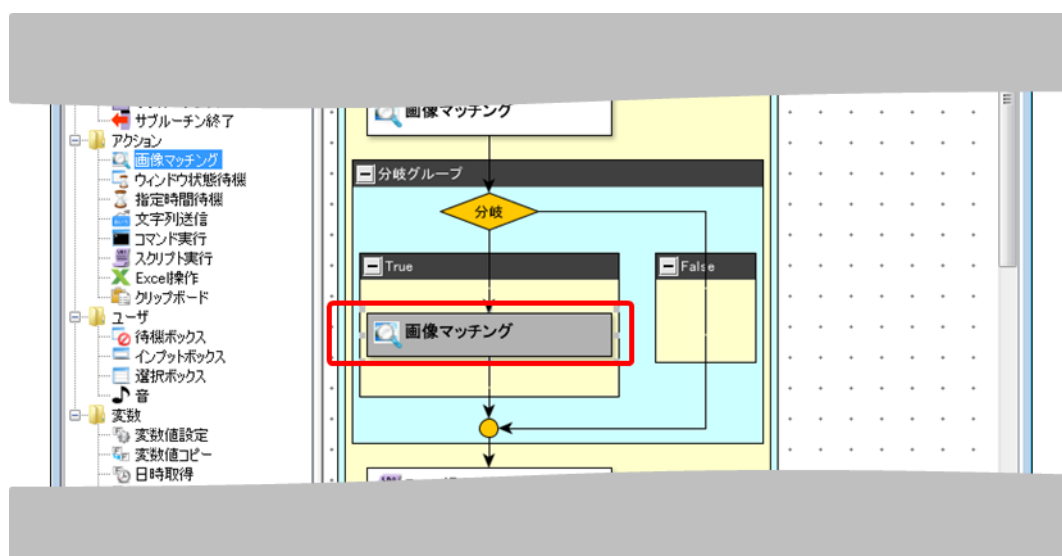 サブルーチン終了
アクション
画像マッチング
ウィンドウ状態待機
指定時間待機
文字列送信
コマンド実行
スクリプト実行
Excel操作
クリップボード
ユーザ
待機ボックス
インプットボックス
選択ボックス
音
変数
変数値設定
変数値コピー
日時取得
画像マッチング
分岐グループ
分岐
True
False
画像マッチング